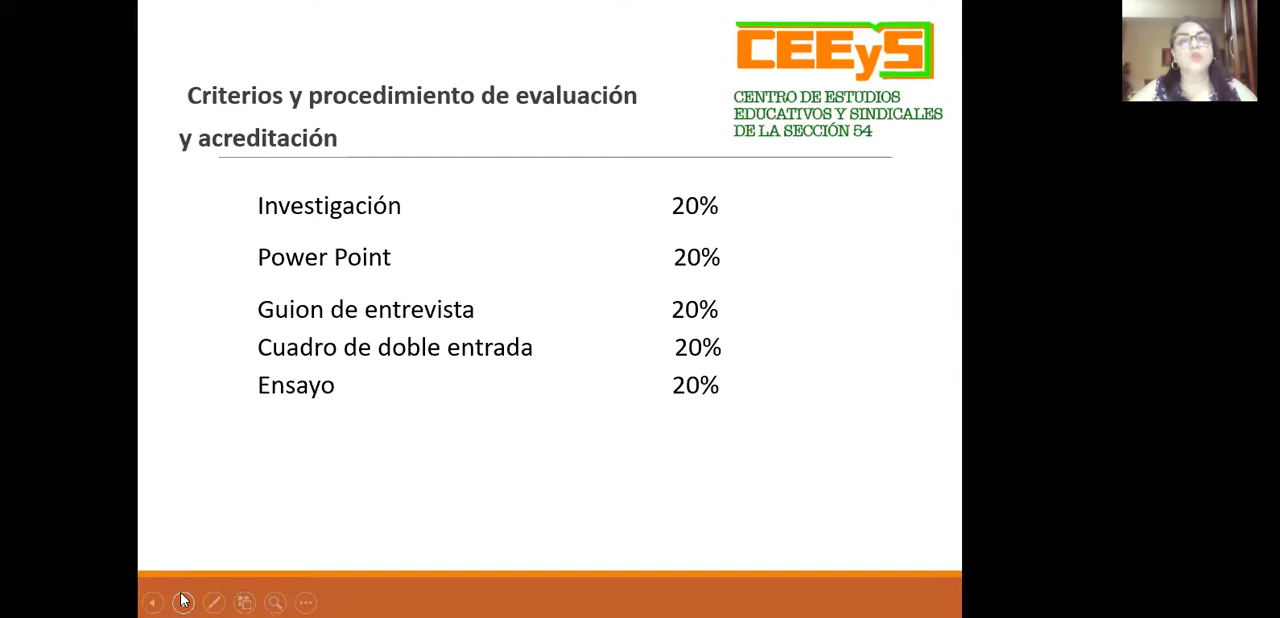 CEEyS
CENTRO DE ESTUDIOS
EDUCATIVOS Y SINDICALES
DE LA SECCIÓN 54
Criterios y procedimiento de evaluación
y acreditación
Investigación 20%
Power Point 20%
Guion de entrevista 20%
Cuadro de doble entrada 20%
Ensayo 20%